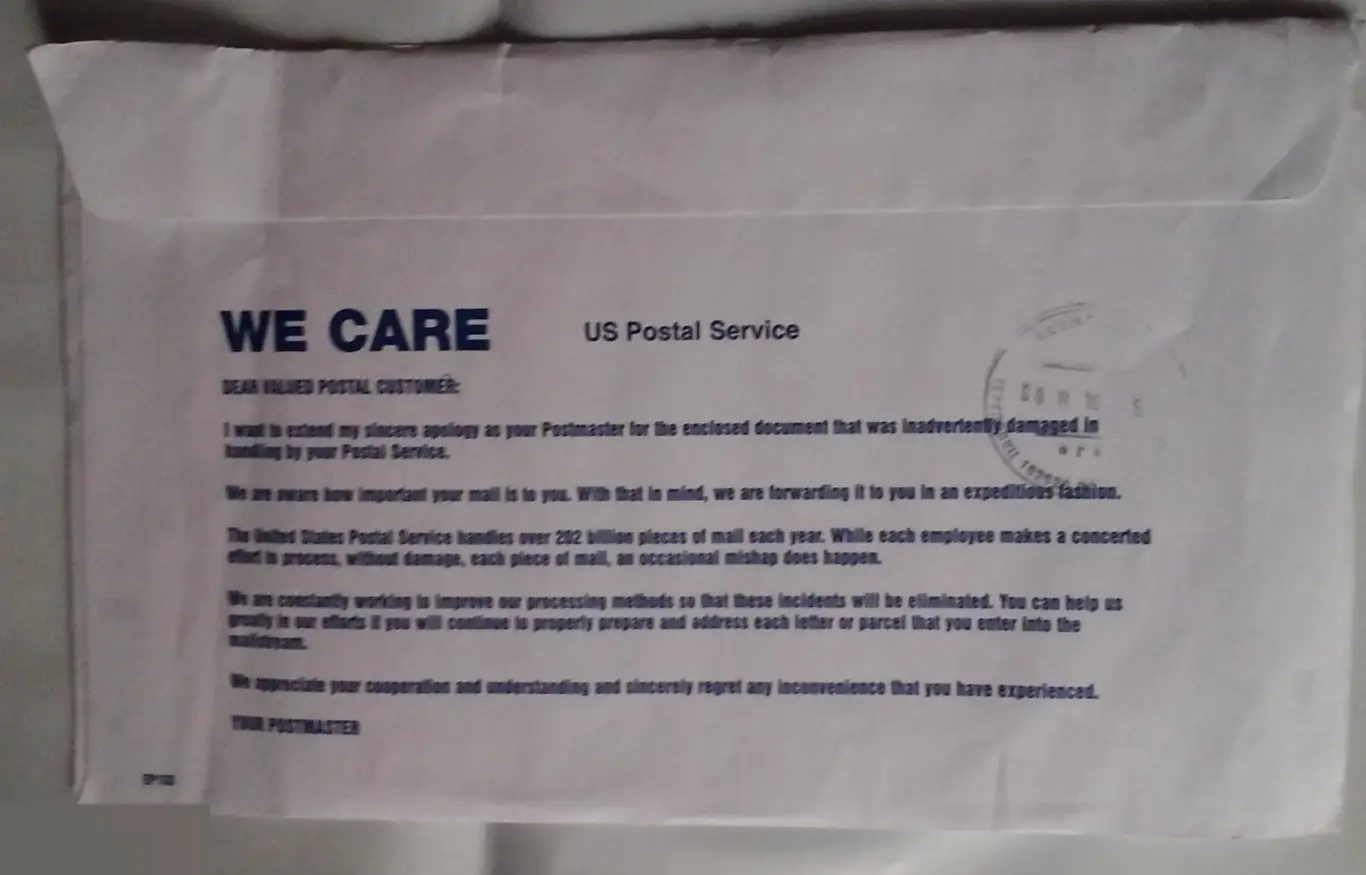 WE CARE
US Postal Service
DEAR VALUED POSTAL CUSTOMER:
I want to extend my sincere apology as your Postmaster for the enclosed document that was inadvertently damaged in
handling by your Postal Service.
We are aware how important your mail is to you. With that in mind, we are forwarding it to you in an expeditious fashion.
The United States Postal Service handles over 202 billion pieces of mail each year. While each employee makes a concerted
effort to process, without damage, each piece of mail, an occasional mishap does happen.
We are constantly working to improve our processing methods so that these incidents will be eliminated. You can help us
greatly in our efforts if you will continue to properly prepare and address each letter or parcel that you enter into the
mailstream.
We appreciate your cooperation and understanding and sincerely regret any inconvenience that you have experienced.
YOUR POSTMASTER